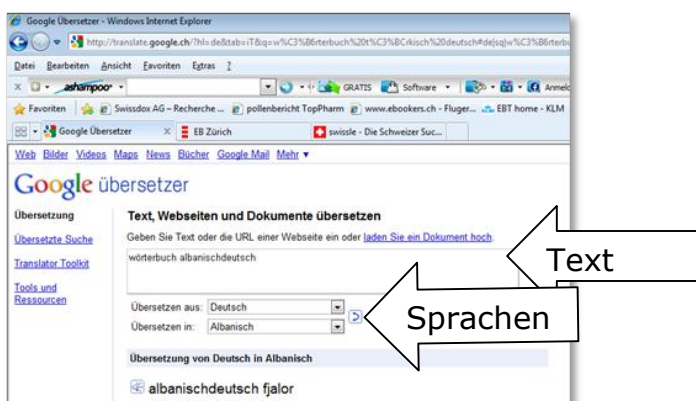 Google Übersetzer - Windows Internet Explorer
http://translate.google.ch/?hl=de&tab=iT&q=w%C3%B6rterbuch%20t%C3%BCrkisch%20deutsch#de|sq|w%C3%B6rterbu
Datei Bearbeiten Ansicht Favoriten Extras ?
ashampoo GRATIS Software Anmeld
Favoriten Swissdox AG – Recherche ... pollenbericht TopPharm www.ebookers.ch - Fluger... EBT home - KLM
Google Übersetzer EB Zürich swissle - Die Schweizer Suc...
Web Bilder Videos Maps News Bücher Google Mail Mehr
Google übersetzer
Übersetzung
Text, Webseiten und Dokumente übersetzen
Übersetzte Suche
Geben Sie Text oder die URL einer Webseite ein oder laden Sie ein Dokument hoch.
Translator Toolkit
wörterbuch albanischdeutsch
Text
Tools und
Ressourcen
Übersetzen aus: Deutsch
Übersetzen in: Albanisch
Sprachen
Übersetzung von Deutsch in Albanisch
albanischdeutsch fjalor